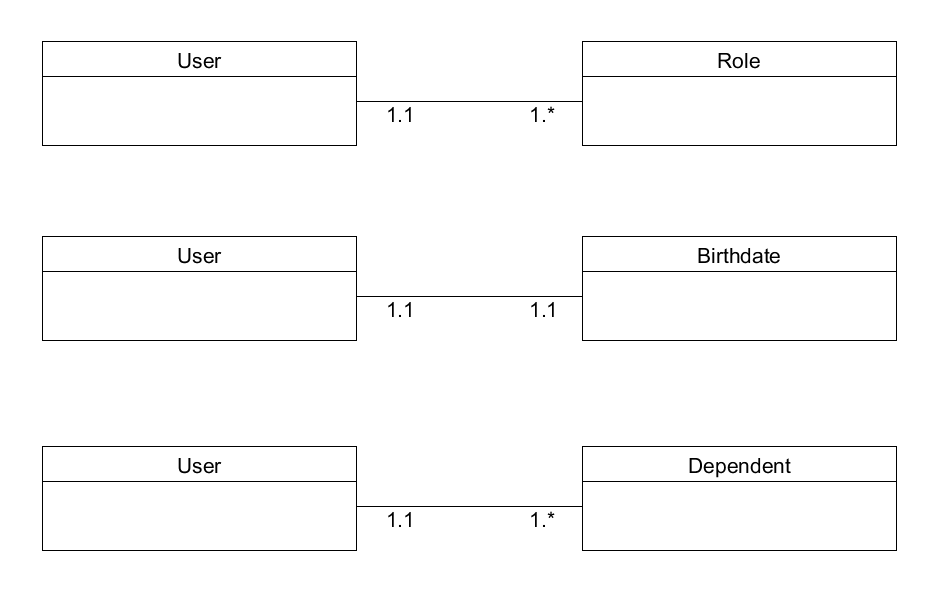 User
Role
1.1
1.*
User
Birthdate
1.1
1.1
User
Dependent
1.1
1.*